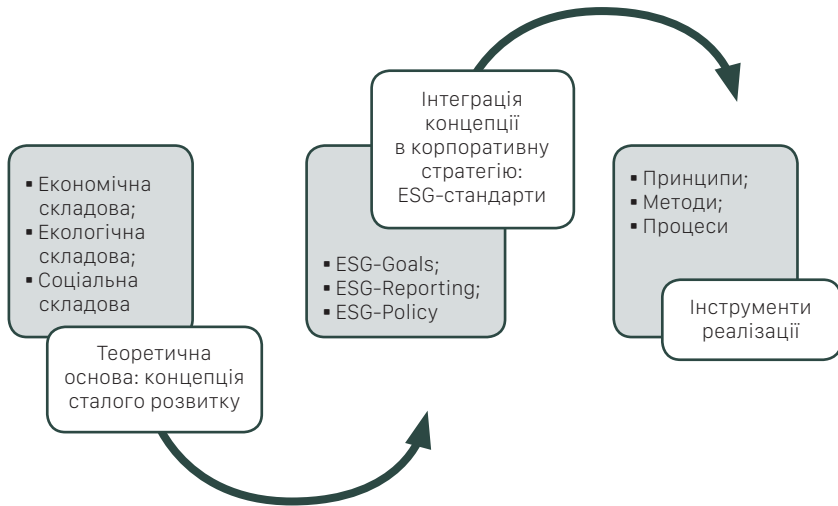 ▪ Економічна
складова;
▪ Екологічна
складова;
▪ Соціальна
складова
Теоретична
основа: концепція
сталого розвитку
Інтеграція
концепції
в корпоративну
стратегію:
ESG-стандарти
▪ ESG-Goals;
▪ ESG-Reporting;
▪ ESG-Policy
▪ Принципи;
▪ Методи;
▪ Процеси
Інструменти
реалізації